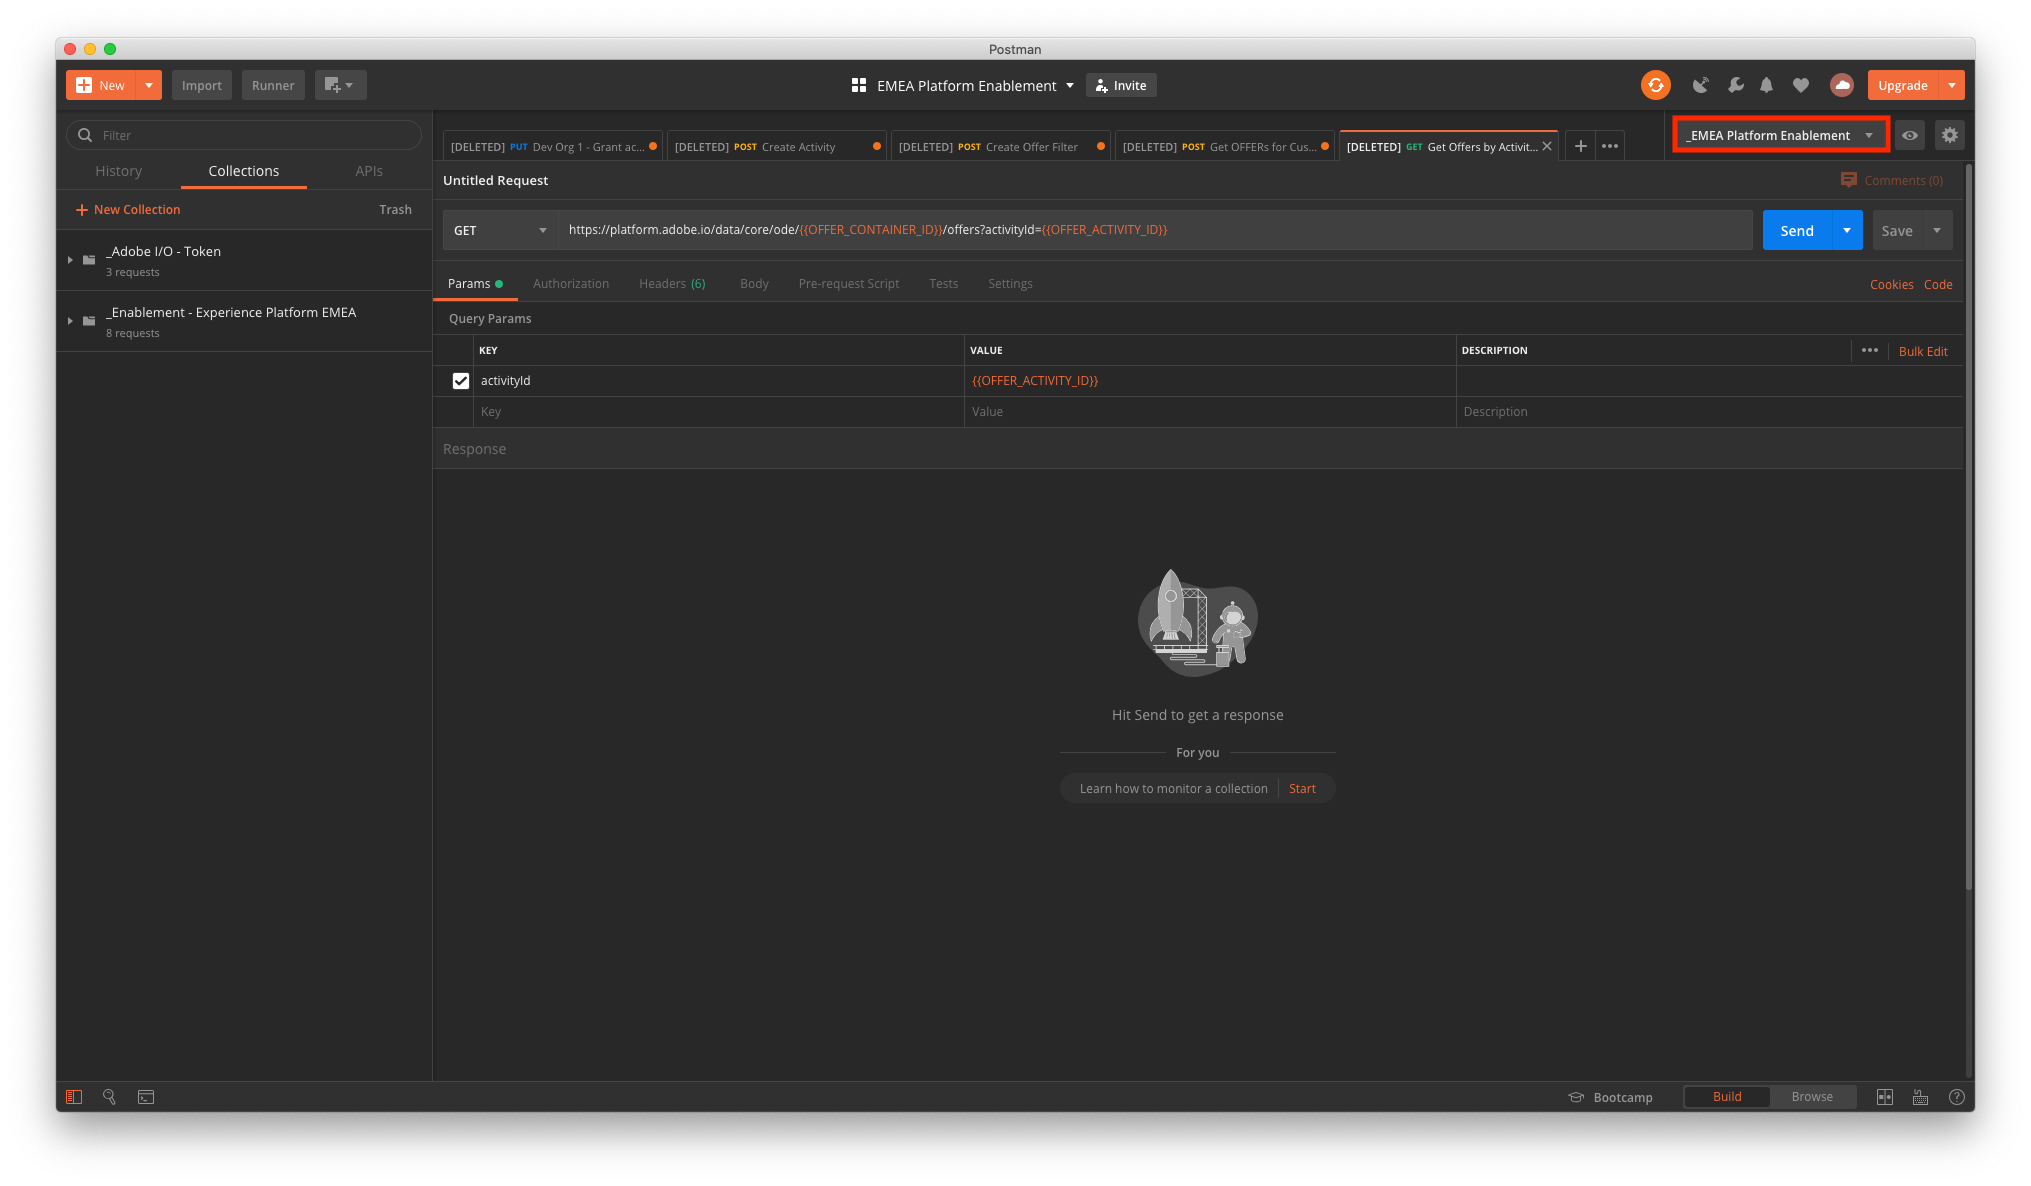 Postman
New
Import
Runner
EMEA Platform Enablement
Invite
Upgrade
Filter
History
Collections
APIs
New Collection
Trash
_Adobe I/O - Token
3 requests
_Enablement - Experience Platform EMEA
8 requests
[DELETED] PUT Dev Org 1 - Grant ac...
[DELETED] POST Create Activity
[DELETED] POST Create Offer Filter
[DELETED] POST Get OFFERs for Cus...
[DELETED] GET Get Offers by Activit...
_EMEA Platform Enablement
Untitled Request
Comments (0)
GET
https://platform.adobe.io/data/core/ode/{{OFFER_CONTAINER_ID}}/offers?activityId={{OFFER_ACTIVITY_ID}}
Send
Save
Params
Authorization
Headers (6)
Body
Pre-request Script
Tests
Settings
Cookies
Code
Query Params
KEY
VALUE
DESCRIPTION
Bulk Edit
activityId
{{OFFER_ACTIVITY_ID}}
Key
Value
Description
Response
Hit Send to get a response
For you
Learn how to monitor a collection
Start
Bootcamp
Build
Browse